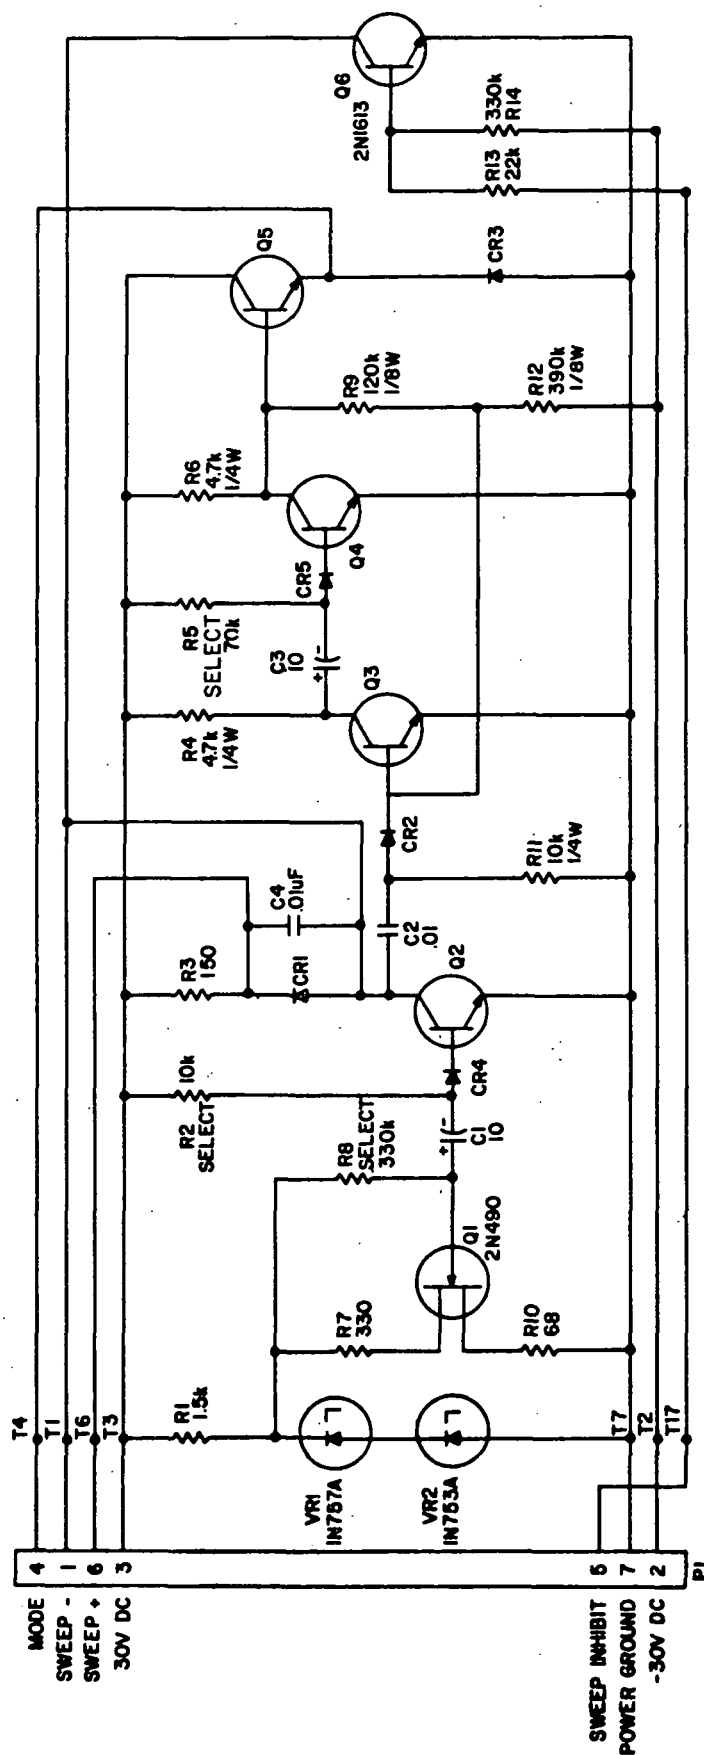 MODE 4 T4
SWEEP - 1 T1
SWEEP + 6 T6
30V DC 3 T3
SWEEP INHIBIT 5
POWER GROUND 7 T7
-30V DC 2 T2
T17
P1
R1
1.5k
VR1
IN757A
VR2
IN753A
R7
330
R10
68
Q1
2N490
R8
SELECT
330k
+ -
C1
10
R2
SELECT
10k
CR4
Q2
R3
150
CR1
C4
.01uF
C2
.01
CR2
R11
10k
1/4W
R4
4.7k
1/4W
Q3
C3
10
+ -
R5
SELECT
70k
CR5
Q4
R6
4.7k
1/4W
R9
120k
1/8W
R12
390k
1/8W
Q5
CR3
Q6
2N1613
R13
22k
330k
R14